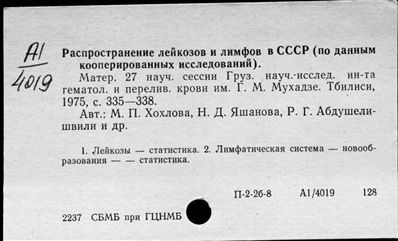 А1
4019
Распространение лейкозов и лимфов в СССР (по данным
кооперированных исследований).
Матер. 27 науч. сессии Груз. науч.-исслед. ин-та
гематол. и перелив. крови им. Г. М. Мухадзе. Тбилиси,
1975, с. 335—338.
Авт.: М. П. Хохлова, Н. Д. Яшанова, Р. Г. Абдушели-
швили и др.
1. Лейкозы — статистика. 2. Лимфатическая система — новооб-
разования — — статистика.
П-2-2б-8 А1/4019 128
2237 СБМБ при ГЦНМБ